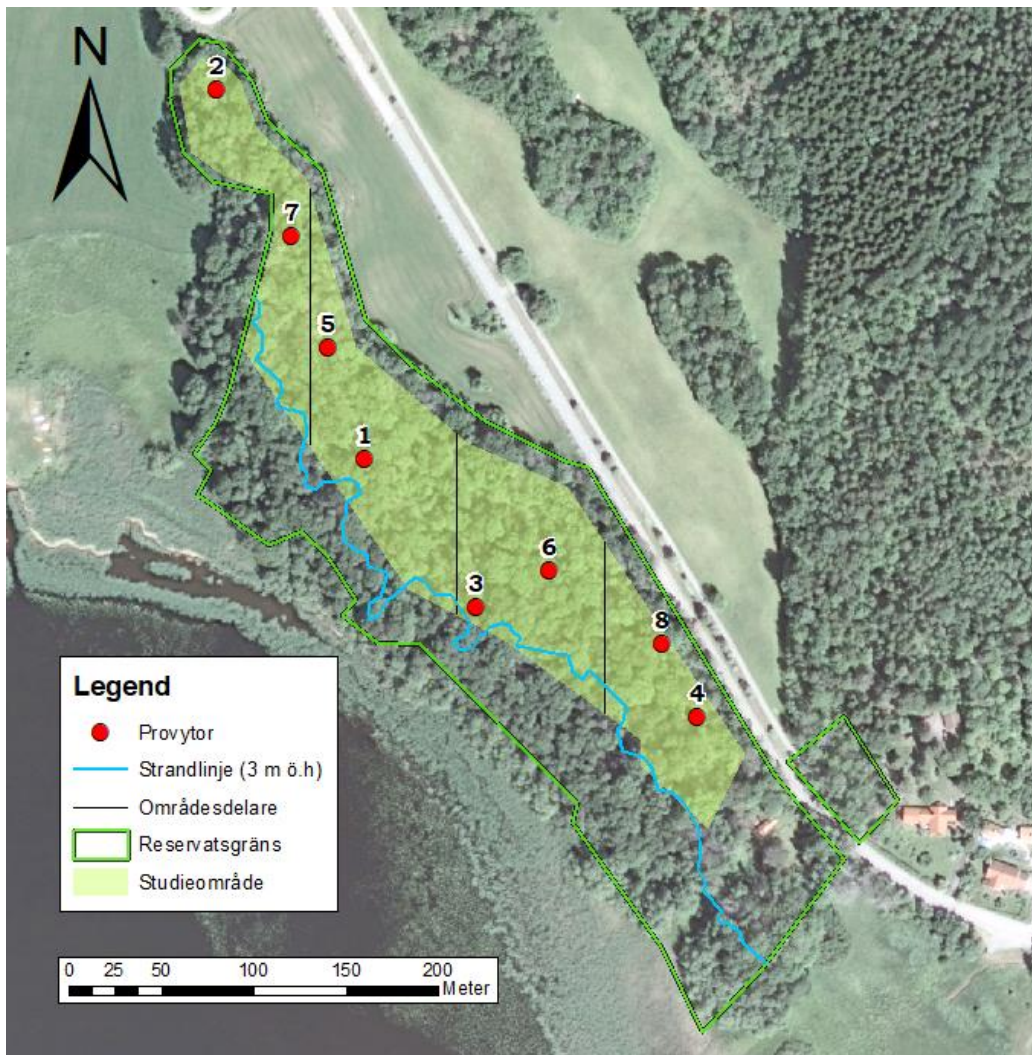 N
2
7
5
1
6
3
8
4
Legend
Provytor
Strandlinje (3 m ö.h)
Områdesdelare
Reservatsgräns
Studieområde
0 25 50 100 150 200
Meter